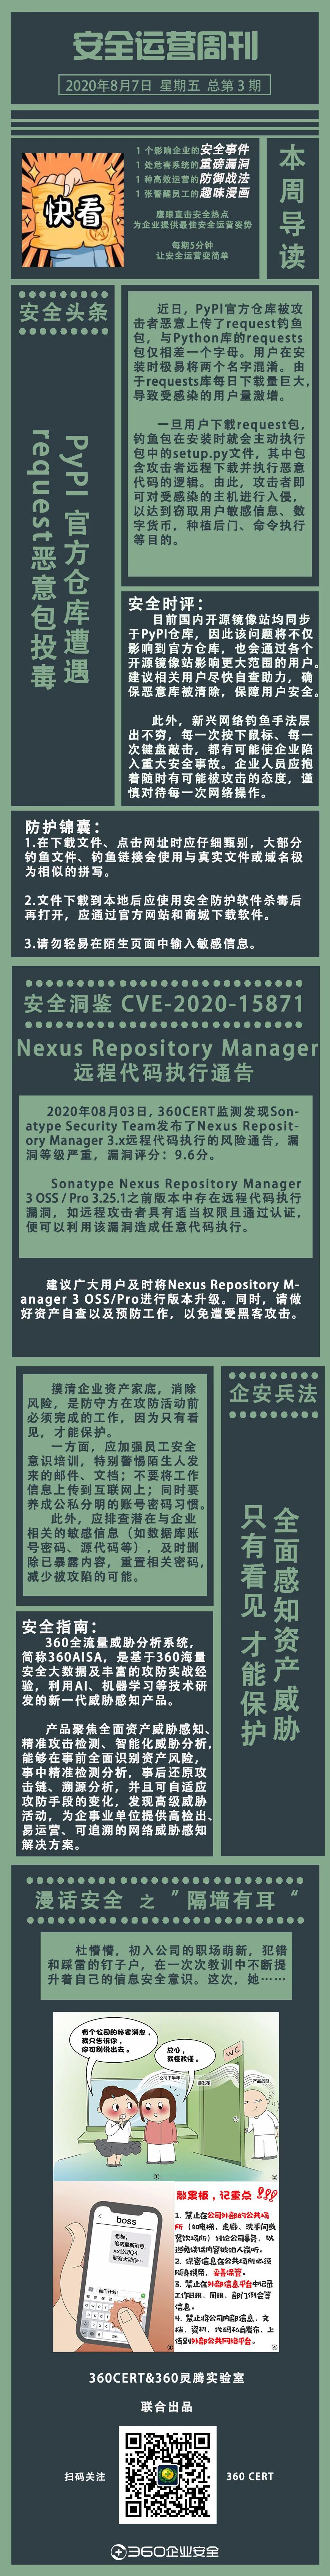 安全运营周刊
2020年8月7日 星期五 总第3期
本周导读
快看
1 个影响企业的安全事件
1 处危害系统的重磅漏洞
1 种高效运营的防御战法
1 张警醒员工的趣味漫画
鹰眼直击安全热点
为企业提供最佳安全运营姿势
每期5分钟
让安全运营变简单
安全头条
PyPI 官方仓库遭遇
request恶意包投毒
近日，PyPI官方仓库被攻
击者恶意上传了request钓鱼
包，与Python库的requests
包仅相差一个字母。用户在安
装时极易将两个名字混淆。由
于requests库每日下载量巨大，
导致受感染的用户量激增。
一旦用户下载request包，
钓鱼包在安装时就会主动执行
包中的setup.py文件，其中包
含攻击者远程下载并执行恶意
代码的逻辑。由此，攻击者即
可对受感染的主机进行入侵，
以达到窃取用户敏感信息、数
字货币，种植后门、命令执行
等目的。
安全时评：
目前国内开源镜像站均同步
于PyPI仓库，因此该问题将不仅
影响到官方仓库，也会通过各个
开源镜像站影响更大范围的用户。
建议相关用户尽快自查助力，确
保恶意库被清除，保障用户安全。
此外，新兴网络钓鱼手法层
出不穷，每一次按下鼠标、每一
次键盘敲击，都有可能使企业陷
入重大安全事故。企业人员应抱
着随时有可能被攻击的态度，谨
慎对待每一次网络操作。
防护锦囊：
1.在下载文件、点击网址时应仔细甄别，大部分
钓鱼文件、钓鱼链接会使用与真实文件或域名极
为相似的拼写。
2.文件下载到本地后应使用安全防护软件杀毒后
再打开，应通过官方网站和商城下载软件。
3.请勿轻易在陌生页面中输入敏感信息。
安全洞鉴 CVE-2020-15871
Nexus Repository Manager
远程代码执行通告
2020年08月03日，360CERT监测发现Son-
atype Security Team发布了Nexus Reposit-
ory Manager 3.x远程代码执行的风险通告，漏
洞等级严重，漏洞评分：9.6分。
Sonatype Nexus Repository Manager
3 OSS / Pro 3.25.1之前版本中存在远程代码执行
漏洞，如远程攻击者具有适当权限且通过认证，
便可以利用该漏洞造成任意代码执行。
建议广大用户及时将Nexus Repository M-
anager 3 OSS/Pro进行版本升级。同时，请做
好资产自查以及预防工作，以免遭受黑客攻击。
企安兵法
全面感知资产威胁
只有看见 才能保护
摸清企业资产家底，消除
风险，是防守方在攻防活动前
必须完成的工作，因为只有看
见，才能保护。
一方面，应加强员工安全
意识培训，特别警惕陌生人发
来的邮件、文档；不要将工作
信息上传到互联网上；同时要
养成公私分明的账号密码习惯。
此外，应排查潜在与企业
相关的敏感信息（如数据库账
号密码、源代码等），及时删
除已暴露内容，重置相关密码，
减少被攻陷的可能。
安全指南：
360全流量威胁分析系统，
简称360AISA，是基于360海量
安全大数据及丰富的攻防实战经
验，利用AI、机器学习等技术研
发的新一代威胁感知产品。
产品聚焦全面资产威胁感知、
精准攻击检测、智能化威胁分析，
能够在事前全面识别资产风险，
事中精准检测分析，事后还原攻
击链、溯源分析，并且可自适应
攻防手段的变化，发现高级威胁
活动，为企事业单位提供高检出、
易运营、可追溯的网络威胁感知
解决方案。
漫话安全 之 ”隔墙有耳“
杜懵懵，初入公司的职场萌新，犯错
和踩雷的钉子户，在一次次教训中不断提
升着自己的信息安全意识。这次，她……
有个公司的秘密消息，
我只告诉你，
你可别说出去。
放心，
我懂我懂。
WC
公司下半年
要发布
产品战略
①
②
boss
老板，
绝密最新消息，
xx公司Q4
要有大动作…
他们计划
③
敲黑板，记重点
1. 禁止在公司外部的公共场
所（如电梯、走廊、洗手间或
餐饮场所）讨论公司事务，以
避免谈话内容被他人窃听。
2. 保密信息在公共场所必须
随身携带，妥善保管。
3. 禁止在外部信息平台中记录
工作日报、周报、部门例会等
信息。
4. 禁止将公司内部信息、文
档、资料、代码私自发布、上
传到外部公共网络平台。
④
360CERT&360灵腾实验室
联合出品
扫码关注
360 CERT
360企业安全